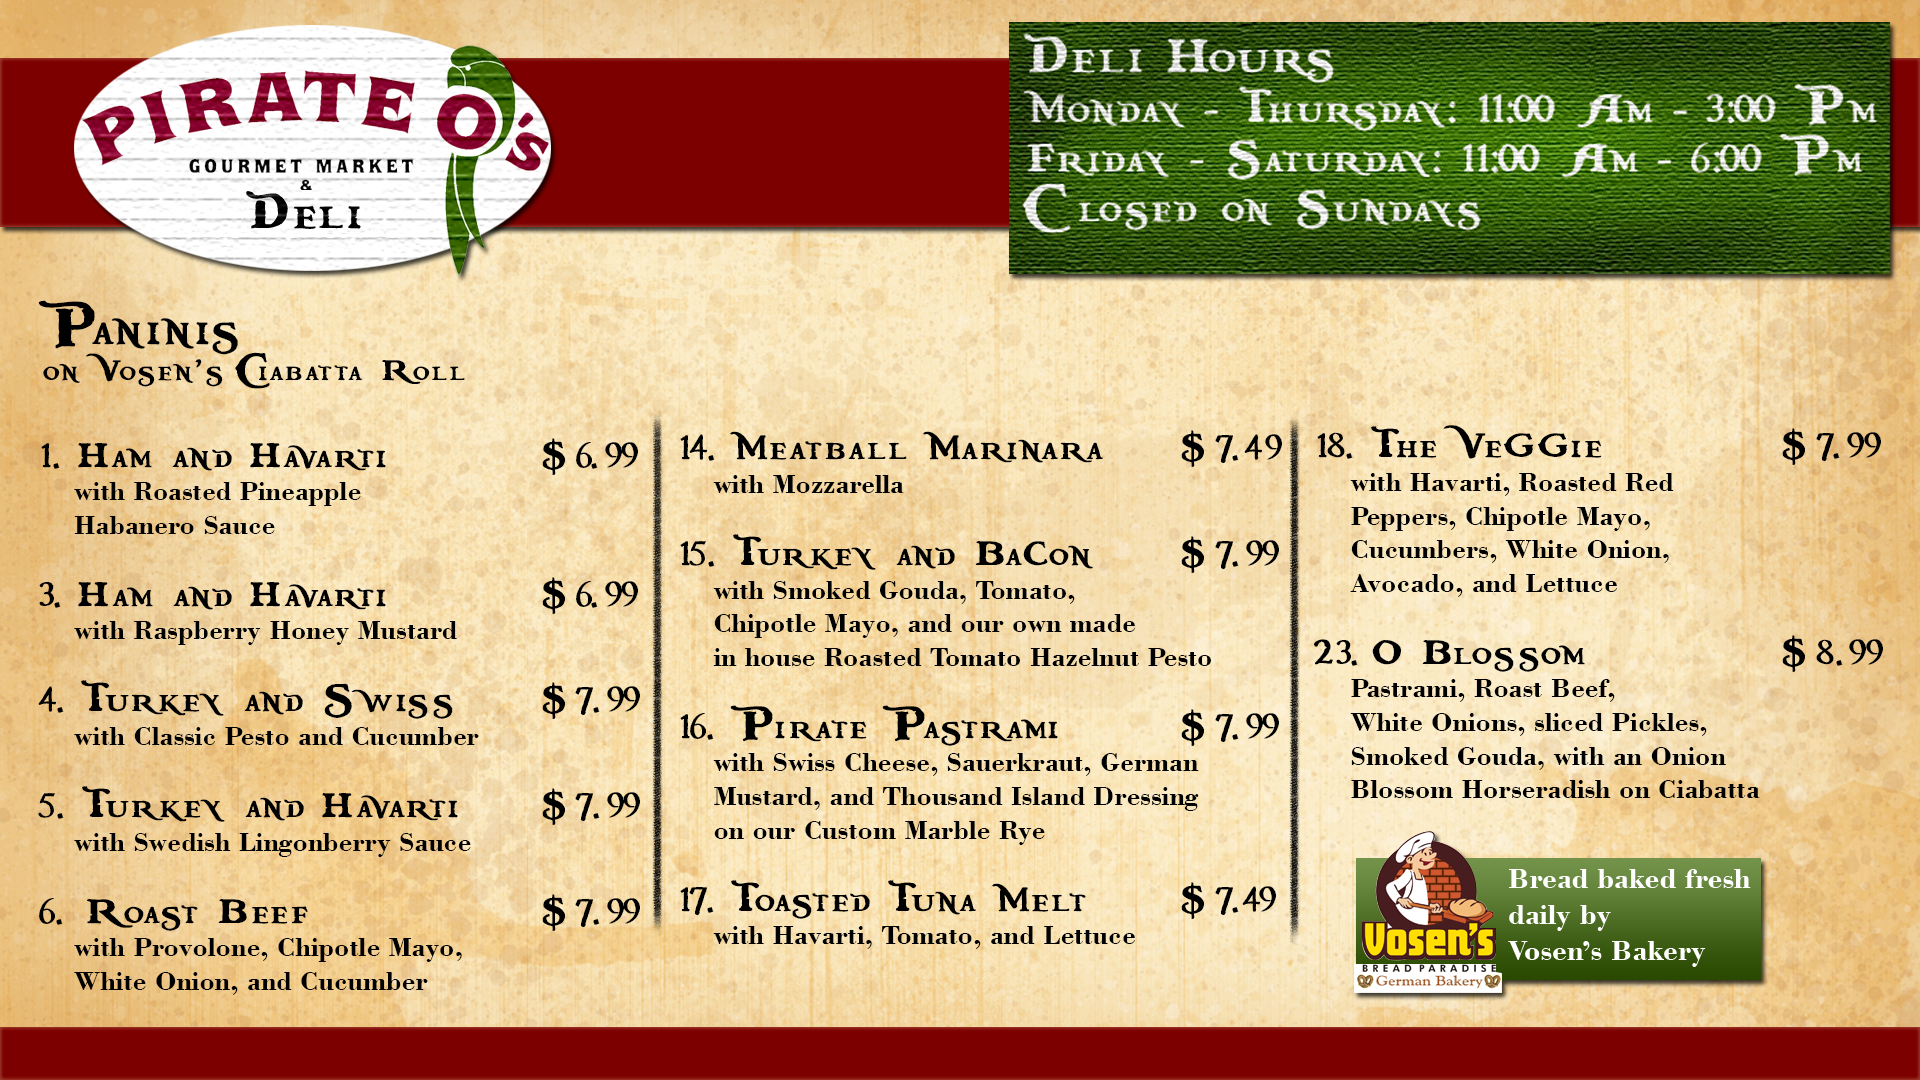 PIRATE O's
GOURMET MARKET
&
DELI
Deli Hours
Monday - Thursday: 11:00 Am - 3:00 Pm
Friday - Saturday: 11:00 Am - 6:00 Pm
Closed on Sundays
Paninis
on Vosen's Ciabatta Roll
1. Ham and Havarti $ 6.99
with Roasted Pineapple
Habanero Sauce
3. Ham and Havarti $ 6.99
with Raspberry Honey Mustard
4. Turkey and Swiss $ 7.99
with Classic Pesto and Cucumber
5. Turkey and Havarti $ 7.99
with Swedish Lingonberry Sauce
6. Roast Beef $ 7.99
with Provolone, Chipotle Mayo,
White Onion, and Cucumber
14. Meatball Marinara $ 7.49
with Mozzarella
15. Turkey and BaCon $ 7.99
with Smoked Gouda, Tomato,
Chipotle Mayo, and our own made
in house Roasted Tomato Hazelnut Pesto
16. Pirate Pastrami $ 7.99
with Swiss Cheese, Sauerkraut, German
Mustard, and Thousand Island Dressing
on our Custom Marble Rye
17. Toasted Tuna Melt $ 7.49
with Havarti, Tomato, and Lettuce
18. The VeGGie $ 7.99
with Havarti, Roasted Red
Peppers, Chipotle Mayo,
Cucumbers, White Onion,
Avocado, and Lettuce
23. O Blossom $ 8.99
Pastrami, Roast Beef,
White Onions, sliced Pickles,
Smoked Gouda, with an Onion
Blossom Horseradish on Ciabatta
Vosen's
BREAD PARADISE
German Bakery
Bread baked fresh
daily by
Vosen's Bakery